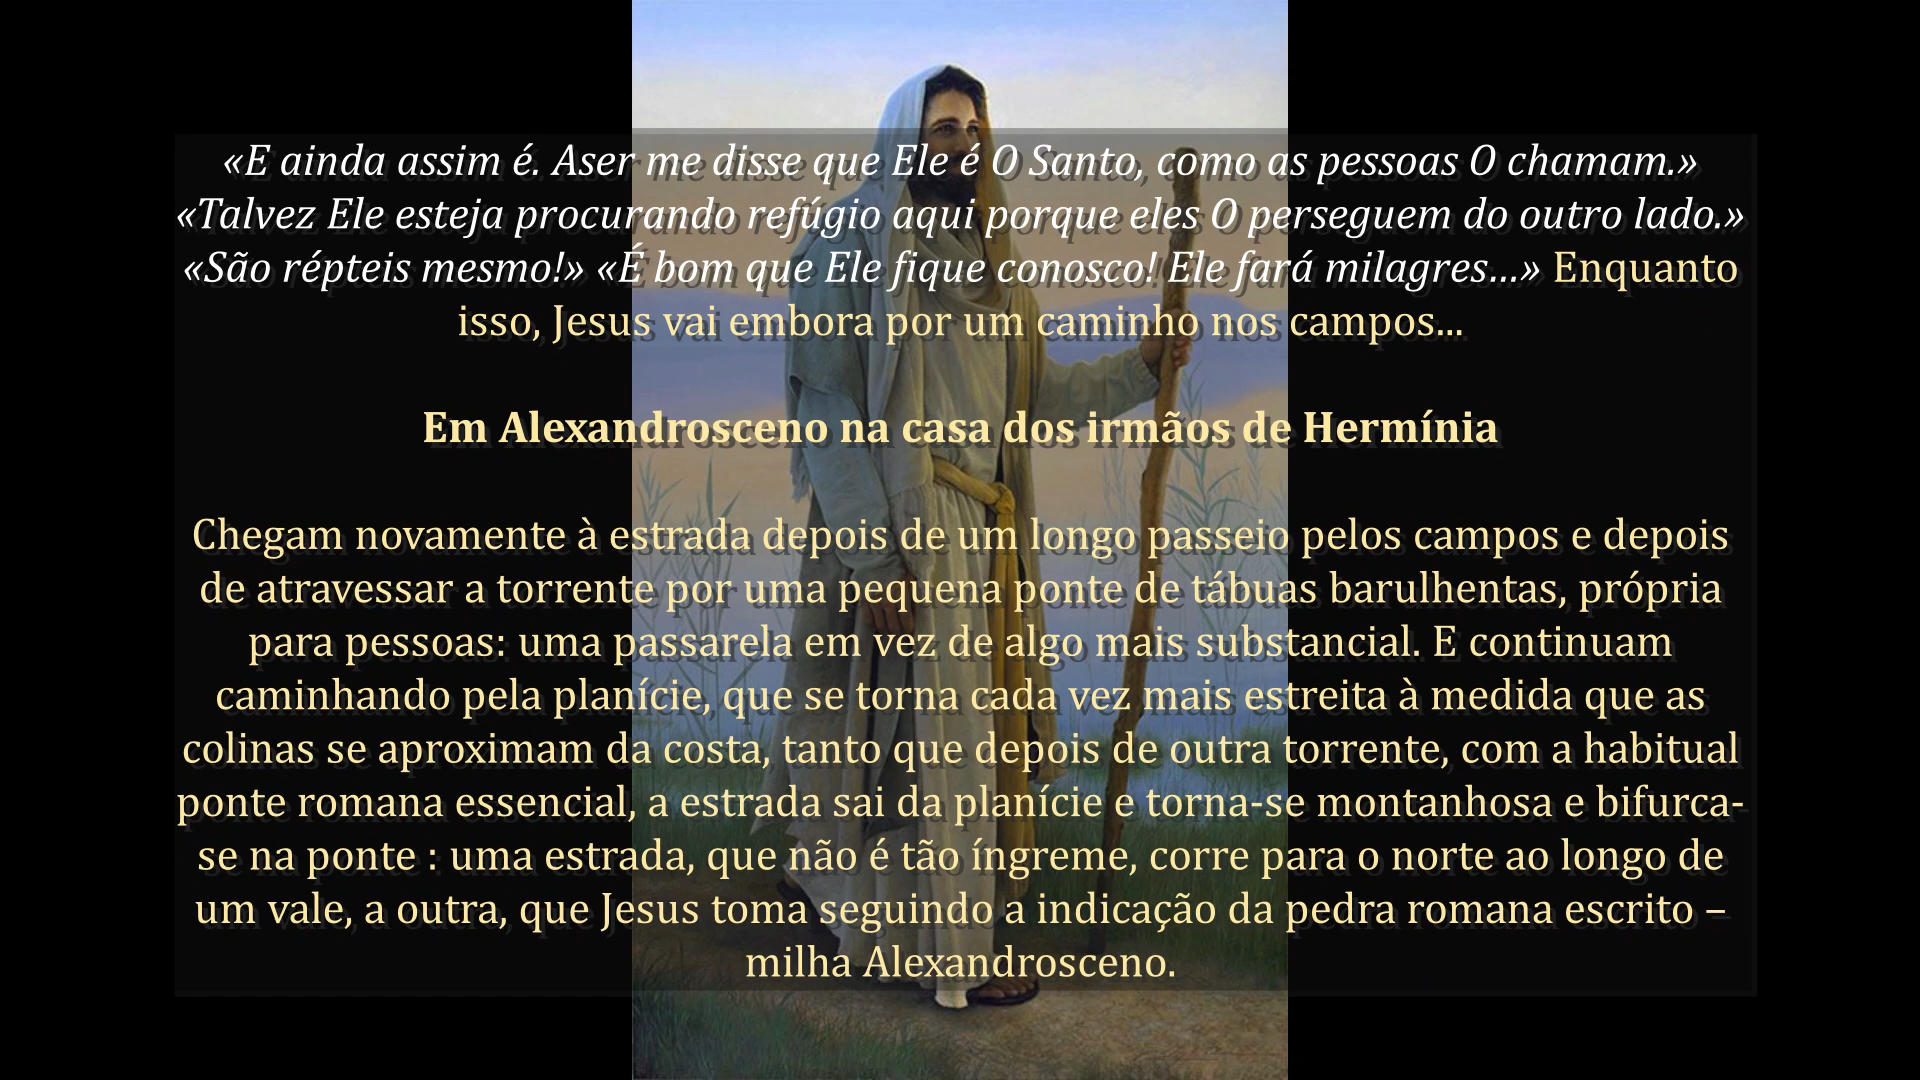 «E ainda assim é. Aser me disse que Ele é O Santo, como as pessoas O chamam.»
«Talvez Ele esteja procurando refúgio aqui porque eles O perseguem do outro lado.»
«São répteis mesmo!» «É bom que Ele fique conosco! Ele fará milagres…» Enquanto
isso, Jesus vai embora por um caminho nos campos...
Em Alexandrosceno na casa dos irmãos de Hermínia
Chegam novamente à estrada depois de um longo passeio pelos campos e depois
de atravessar a torrente por uma pequena ponte de tábuas barulhentas, própria
para pessoas: uma passarela em vez de algo mais substancial. E continuam
caminhando pela planície, que se torna cada vez mais estreita à medida que as
colinas se aproximam da costa, tanto que depois de outra torrente, com a habitual
ponte romana essencial, a estrada sai da planície e torna-se montanhosa e bifurca-
se na ponte : uma estrada, que não é tão íngreme, corre para o norte ao longo de
um vale, a outra, que Jesus toma seguindo a indicação da pedra romana escrito –
milha Alexandrosceno.